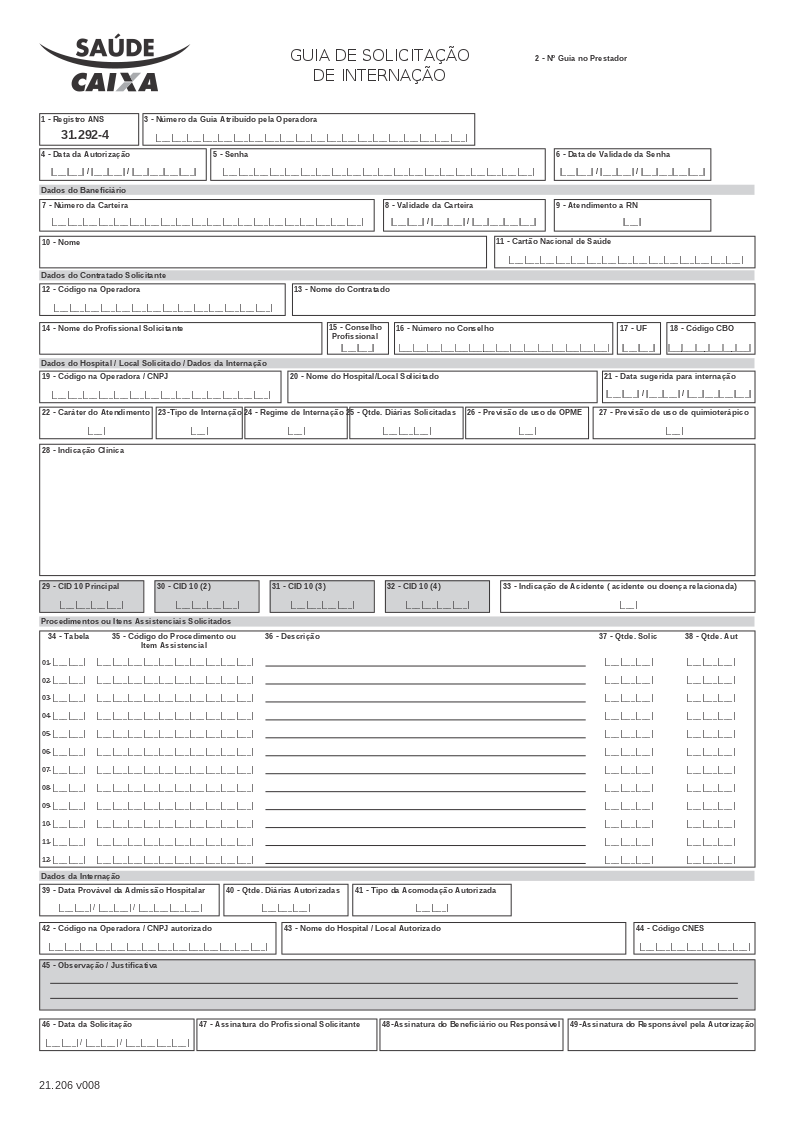 SAÚDE
CAIXA
GUIA DE SOLICITAÇÃO
DE INTERNAÇÃO
2 - Nº Guia no Prestador
1 - Registro ANS
31.292-4
3 - Número da Guia Atribuído pela Operadora
4 - Data da Autorização
5 - Senha
6 - Data de Validade da Senha
Dados do Beneficiário
7 - Número da Carteira
8 - Validade da Carteira
9 - Atendimento a RN
10 - Nome
11 - Cartão Nacional de Saúde
Dados do Contratado Solicitante
12 - Código na Operadora
13 - Nome do Contratado
14 - Nome do Profissional Solicitante
15 - Conselho
Profissional
16 - Número no Conselho
17 - UF
18 - Código CBO
Dados do Hospital / Local Solicitado / Dados da Internação
19 - Código na Operadora / CNPJ
20 - Nome do Hospital/Local Solicitado
21 - Data sugerida para internação
22 - Caráter do Atendimento
23-Tipo de Internação
24 - Regime de Internação
25 - Qtde. Diárias Solicitadas
26 - Previsão de uso de OPME
27 - Previsão de uso de quimioterápico
28 - Indicação Clínica
29 - CID 10 Principal
30 - CID 10 (2)
31 - CID 10 (3)
32 - CID 10 (4)
33 - Indicação de Acidente ( acidente ou doença relacionada)
Procedimentos ou Itens Assistenciais Solicitados
34 - Tabela
35 - Código do Procedimento ou
Item Assistencial
36 - Descrição
37 - Qtde. Solic
38 - Qtde. Aut
01-
02-
03-
04-
05-
06-
07-
08-
09-
10-
11-
12-
Dados da Internação
39 - Data Provável da Admissão Hospitalar
40 - Qtde. Diárias Autorizadas
41 - Tipo da Acomodação Autorizada
42 - Código na Operadora / CNPJ autorizado
43 - Nome do Hospital / Local Autorizado
44 - Código CNES
45 - Observação / Justificativa
46 - Data da Solicitação
47 - Assinatura do Profissional Solicitante
48-Assinatura do Beneficiário ou Responsável
49-Assinatura do Responsável pela Autorização
21.206 v008